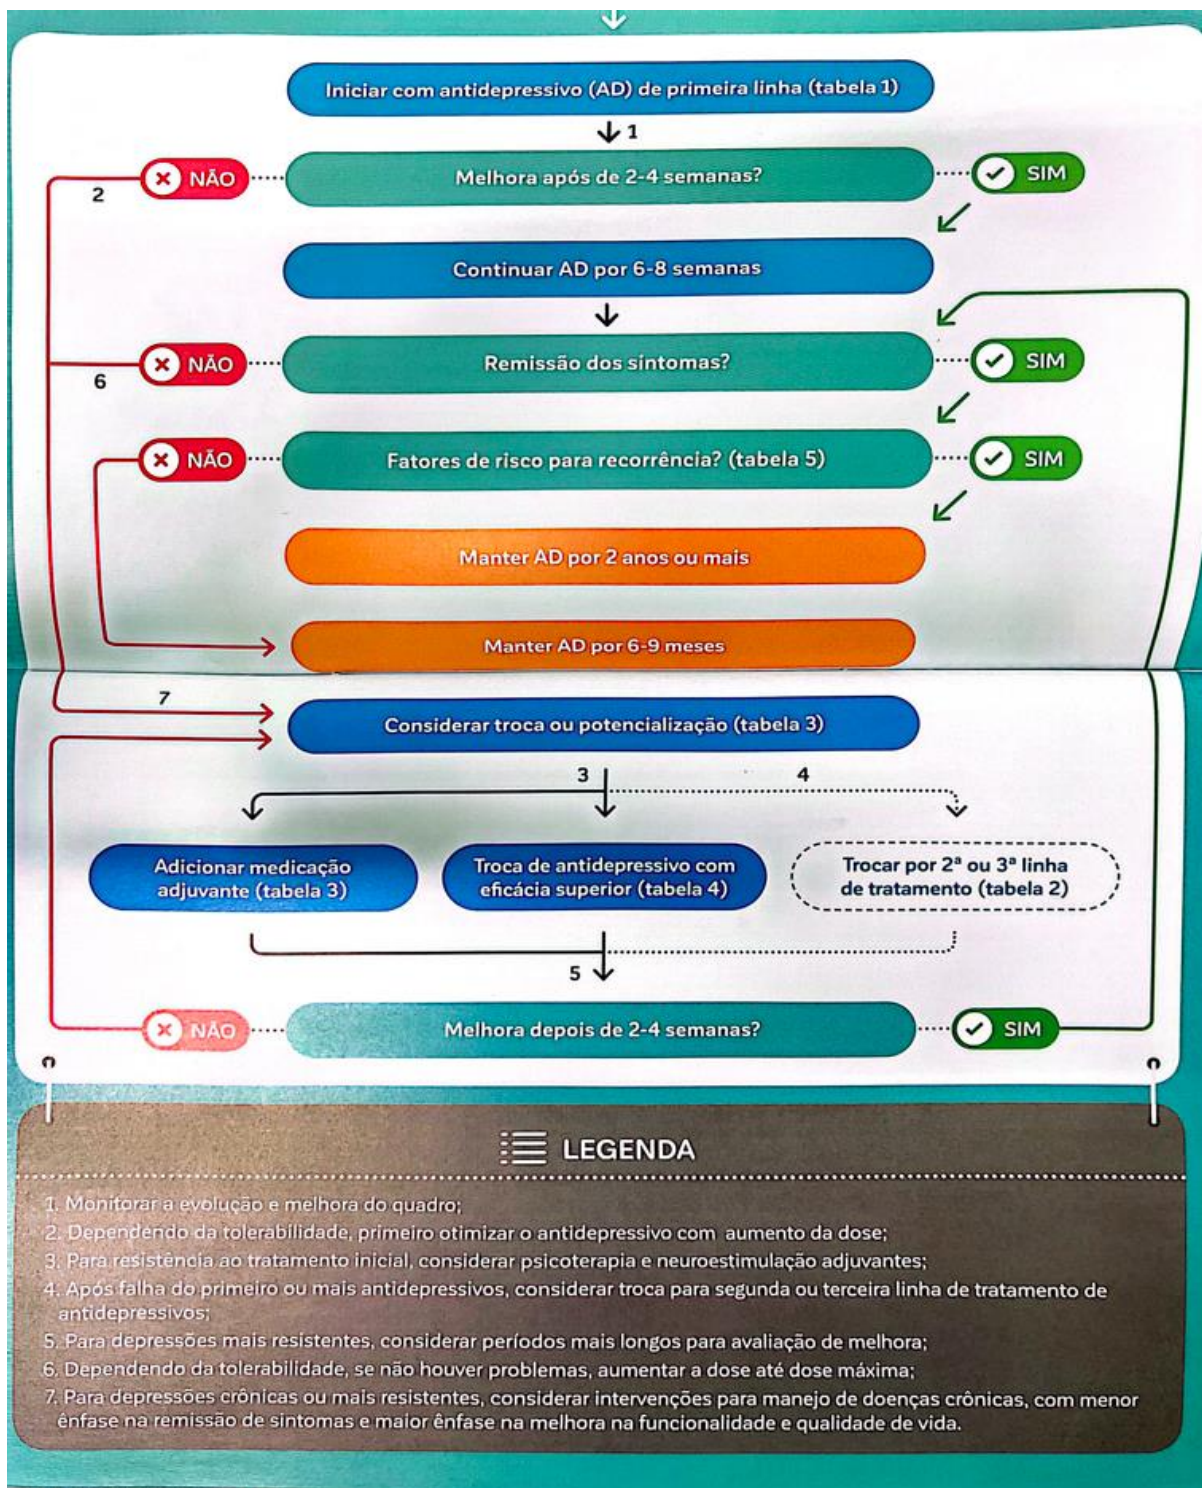 Iniciar com antidepressivo (AD) de primeira linha (tabela 1)
1
2
NÃO
Melhora após de 2-4 semanas?
SIM
Continuar AD por 6-8 semanas
6
NÃO
Remissão dos sintomas?
SIM
NÃO
Fatores de risco para recorrência? (tabela 5)
SIM
Manter AD por 2 anos ou mais
Manter AD por 6-9 meses
7
Considerar troca ou potencialização (tabela 3)
3
4
Adicionar medicação
adjuvante (tabela 3)
Troca de antidepressivo com
eficácia superior (tabela 4)
Trocar por 2ª ou 3ª linha
de tratamento (tabela 2)
5
NÃO
Melhora depois de 2-4 semanas?
SIM
LEGENDA
1. Monitorar a evolução e melhora do quadro;
2. Dependendo da tolerabilidade, primeiro otimizar o antidepressivo com aumento da dose;
3. Para resistência ao tratamento inicial, considerar psicoterapia e neuroestimulação adjuvantes;
4. Após falha do primeiro ou mais antidepressivos, considerar troca para segunda ou terceira linha de tratamento de
antidepressivos;
5. Para depressões mais resistentes, considerar períodos mais longos para avaliação de melhora;
6. Dependendo da tolerabilidade, se não houver problemas, aumentar a dose até dose máxima;
7. Para depressões crônicas ou mais resistentes, considerar intervenções para manejo de doenças crônicas, com menor
ênfase na remissão de sintomas e maior ênfase na melhora na funcionalidade e qualidade de vida.